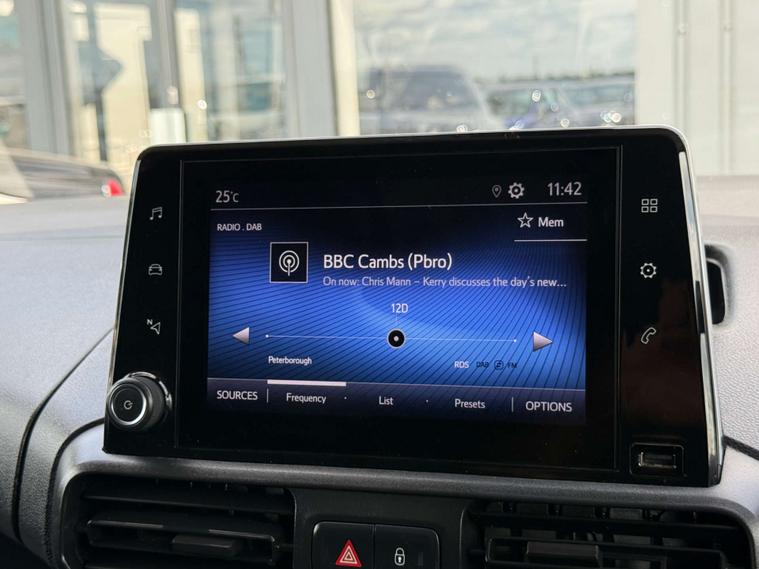 25°C
11:42
RADIO . DAB
Mem
BBC Cambs (Pbro)
On now: Chris Mann – Kerry discusses the day's new...
12D
Peterborough
RDS DAB FM
SOURCES Frequency List Presets OPTIONS
N